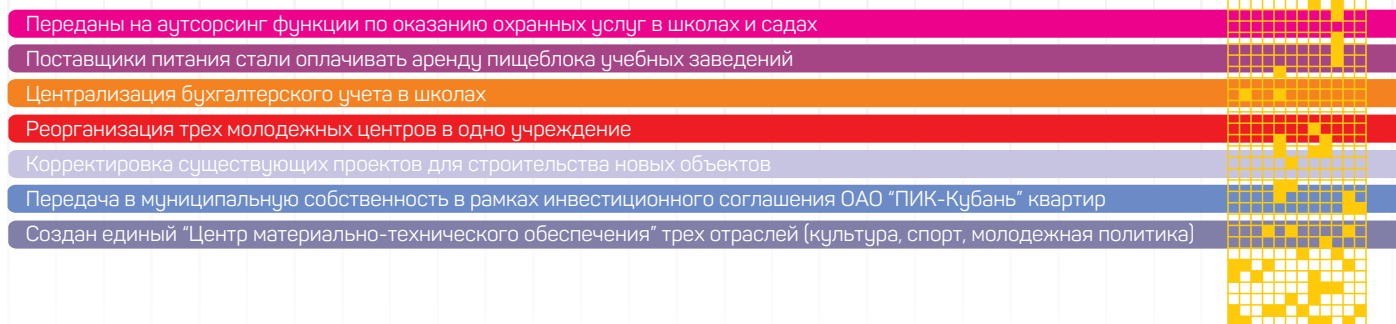 Переданы на аутсорсинг функции по оказанию охранных услуг в школах и садах
Поставщики питания стали оплачивать аренду пищеблока учебных заведений
Централизация бухгалтерского учета в школах
Реорганизация трех молодежных центров в одно учреждение
Корректировка существующих проектов для строительства новых объектов
Передача в муниципальную собственность в рамках инвестиционного соглашения ОАО “ПИК-Кубань” квартир
Создан единый “Центр материально-технического обеспечения” трех отраслей (культура, спорт, молодежная политика)